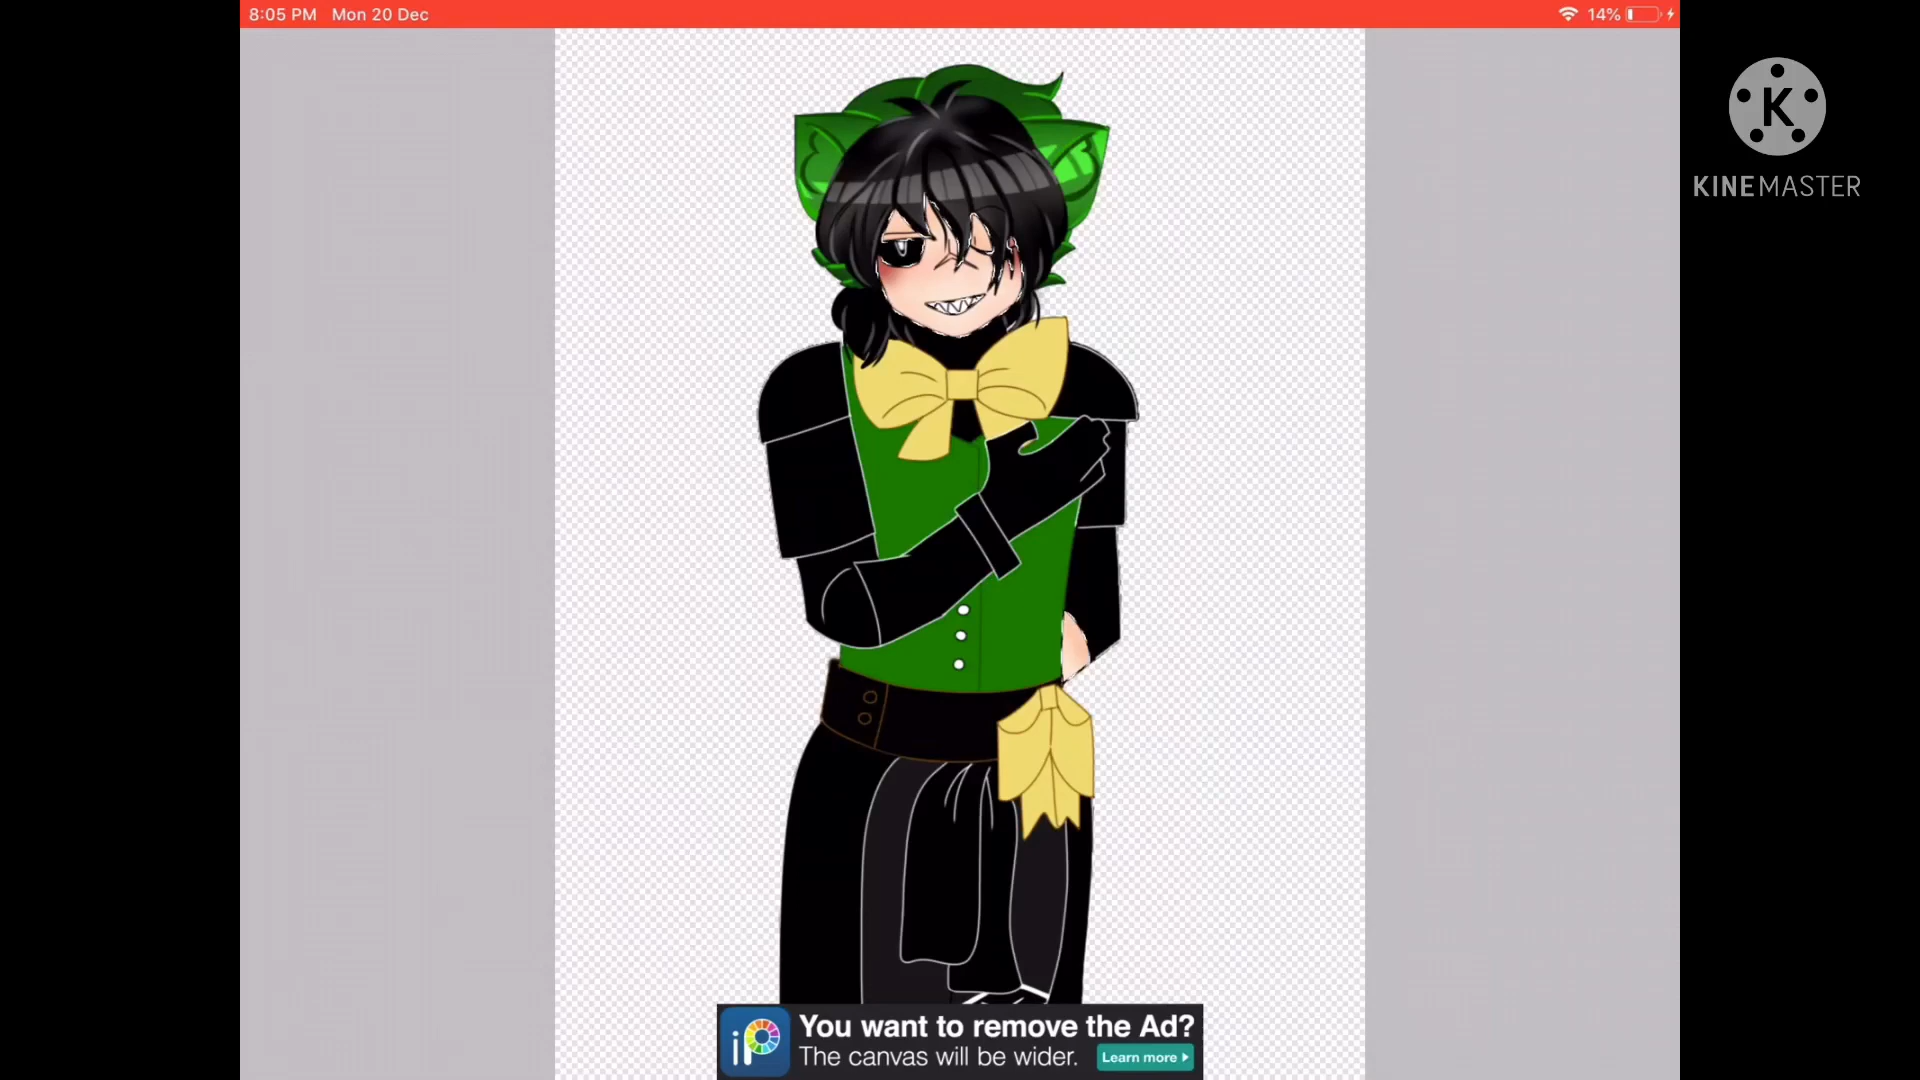 8:05 PM Mon 20 Dec
14%
K
KINEMASTER
iP
You want to remove the Ad?
The canvas will be wider.
Learn more